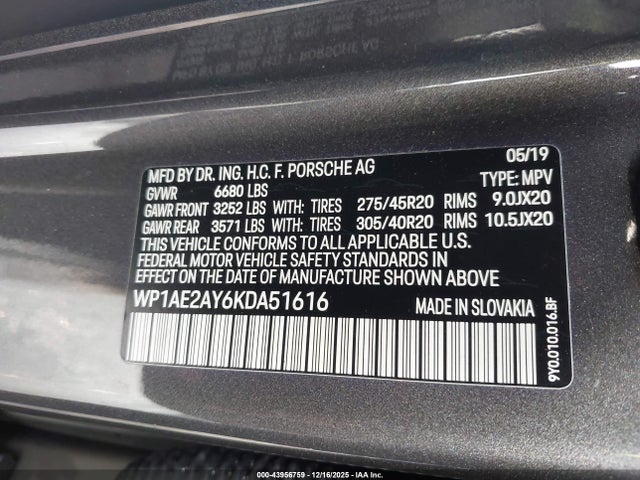 MFD BY DR. ING. H.C. F. PORSCHE AG 05/19
GVWR 6680 LBS TYPE: MPV
GAWR FRONT 3252 LBS WITH: TIRES 275/45R20 RIMS 9.0JX20
GAWR REAR 3571 LBS WITH: TIRES 305/40R20 RIMS 10.5JX20
THIS VEHICLE CONFORMS TO ALL APPLICABLE U.S.
FEDERAL MOTOR VEHICLE SAFETY STANDARDS IN
EFFECT ON THE DATE OF MANUFACTURE SHOWN ABOVE
WP1AE2AY6KDA51616 MADE IN SLOVAKIA
9Y0.010.016.BF
000-43956759 - 12/16/2025 - IAA Inc.